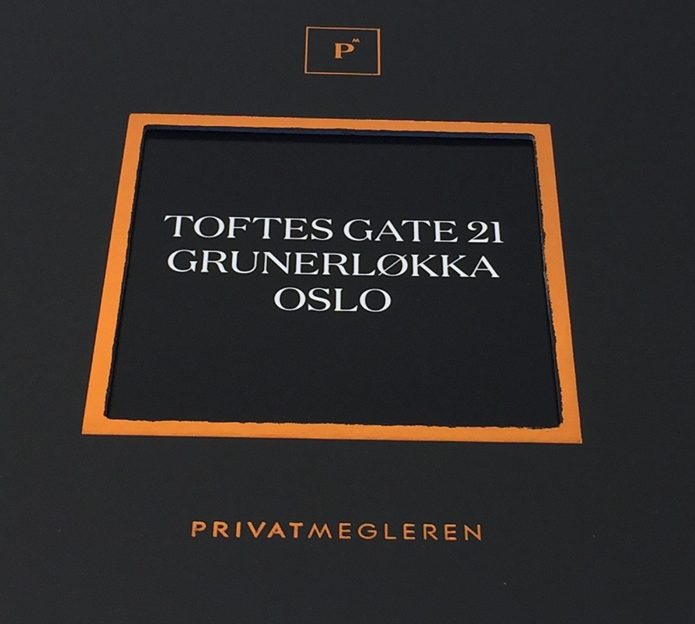 P M
TOFTES GATE 21
GRUNERLØKKA
OSLO
PRIVATMEGLEREN